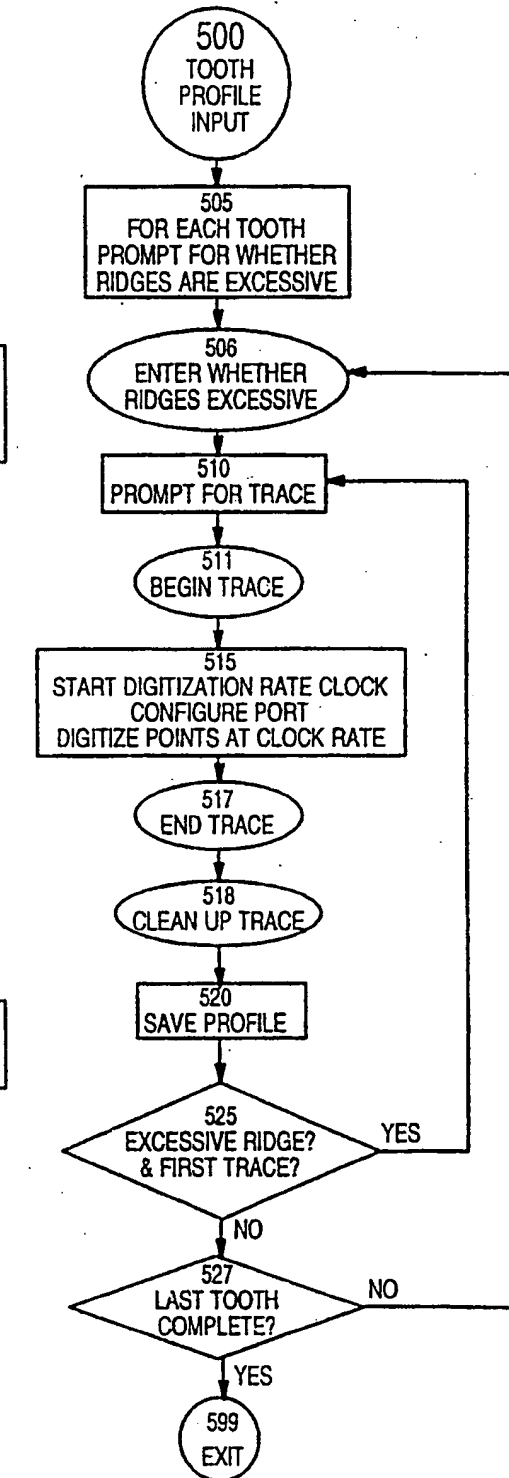 500
TOOTH
PROFILE
INPUT
505
FOR EACH TOOTH
PROMPT FOR WHETHER
RIDGES ARE EXCESSIVE
506
ENTER WHETHER
RIDGES EXCESSIVE
510
PROMPT FOR TRACE
511
BEGIN TRACE
515
START DIGITIZATION RATE CLOCK
CONFIGURE PORT
DIGITIZE POINTS AT CLOCK RATE
517
END TRACE
518
CLEAN UP TRACE
520
SAVE PROFILE
525
EXCESSIVE RIDGE?
& FIRST TRACE?
YES
NO
527
LAST TOOTH
COMPLETE?
NO
YES
599
EXIT